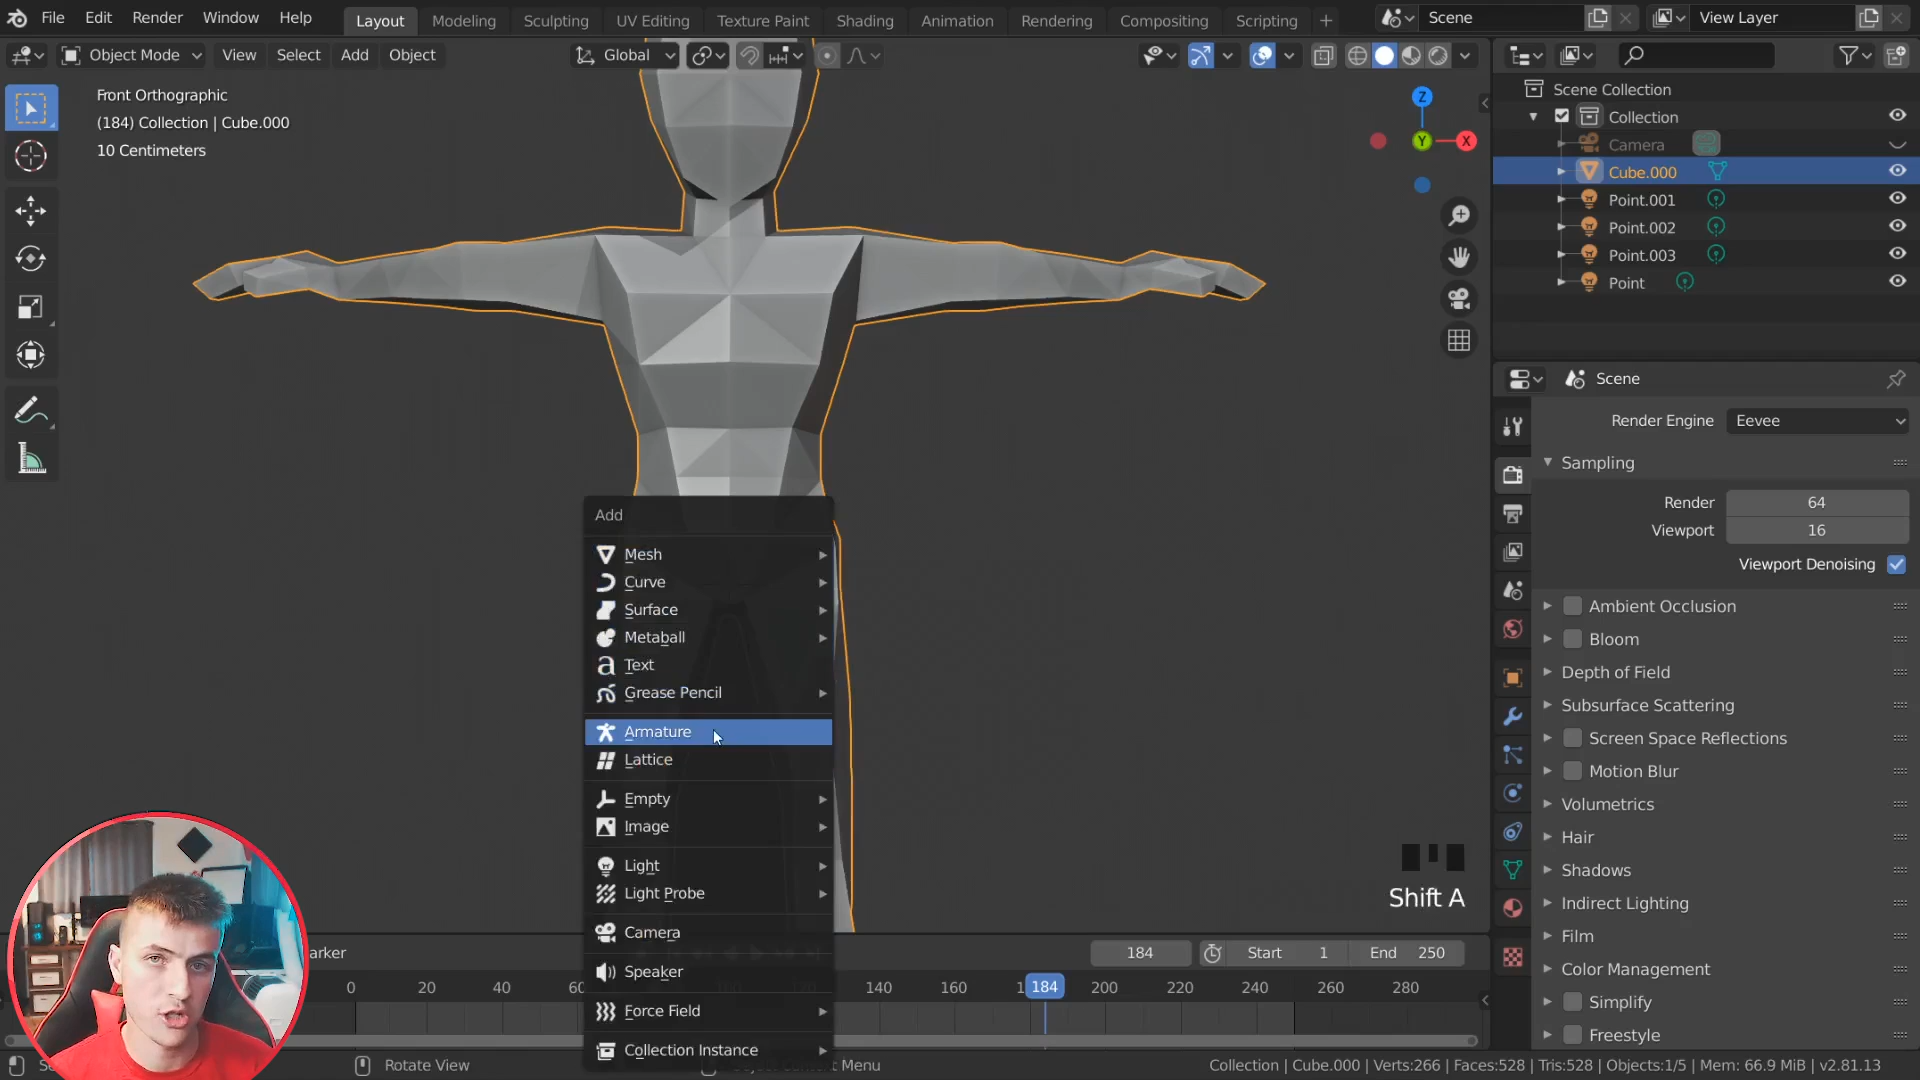 File Edit Render Window Help
Layout Modeling Sculpting UV Editing Texture Paint Shading Animation Rendering Compositing Scripting +
Scene
View Layer
Object Mode View Select Add Object
Global
Front Orthographic
(184) Collection | Cube.000
10 Centimeters
Z
Y
X
Scene Collection
Collection
Camera
Cube.000
Point.001
Point.002
Point.003
Point
Scene
Render Engine Eevee
Sampling
Render 64
Viewport 16
Viewport Denoising
Ambient Occlusion
Bloom
Depth of Field
Subsurface Scattering
Screen Space Reflections
Motion Blur
Volumetrics
Hair
Shadows
Indirect Lighting
Film
Color Management
Simplify
Freestyle
Add
Mesh
Curve
Surface
Metaball
Text
Grease Pencil
Armature
Lattice
Empty
Image
Light
Light Probe
Camera
Speaker
Force Field
Collection Instance
Shift A
184 Start 1 End 250
0 20 40 140 160 184 200 220 240 260 280
Rotate View
Menu
Collection | Cube.000 | Verts:266 | Faces:528 | Tris:528 | Objects:1/5 | Mem: 66.9 MiB | v2.81.13